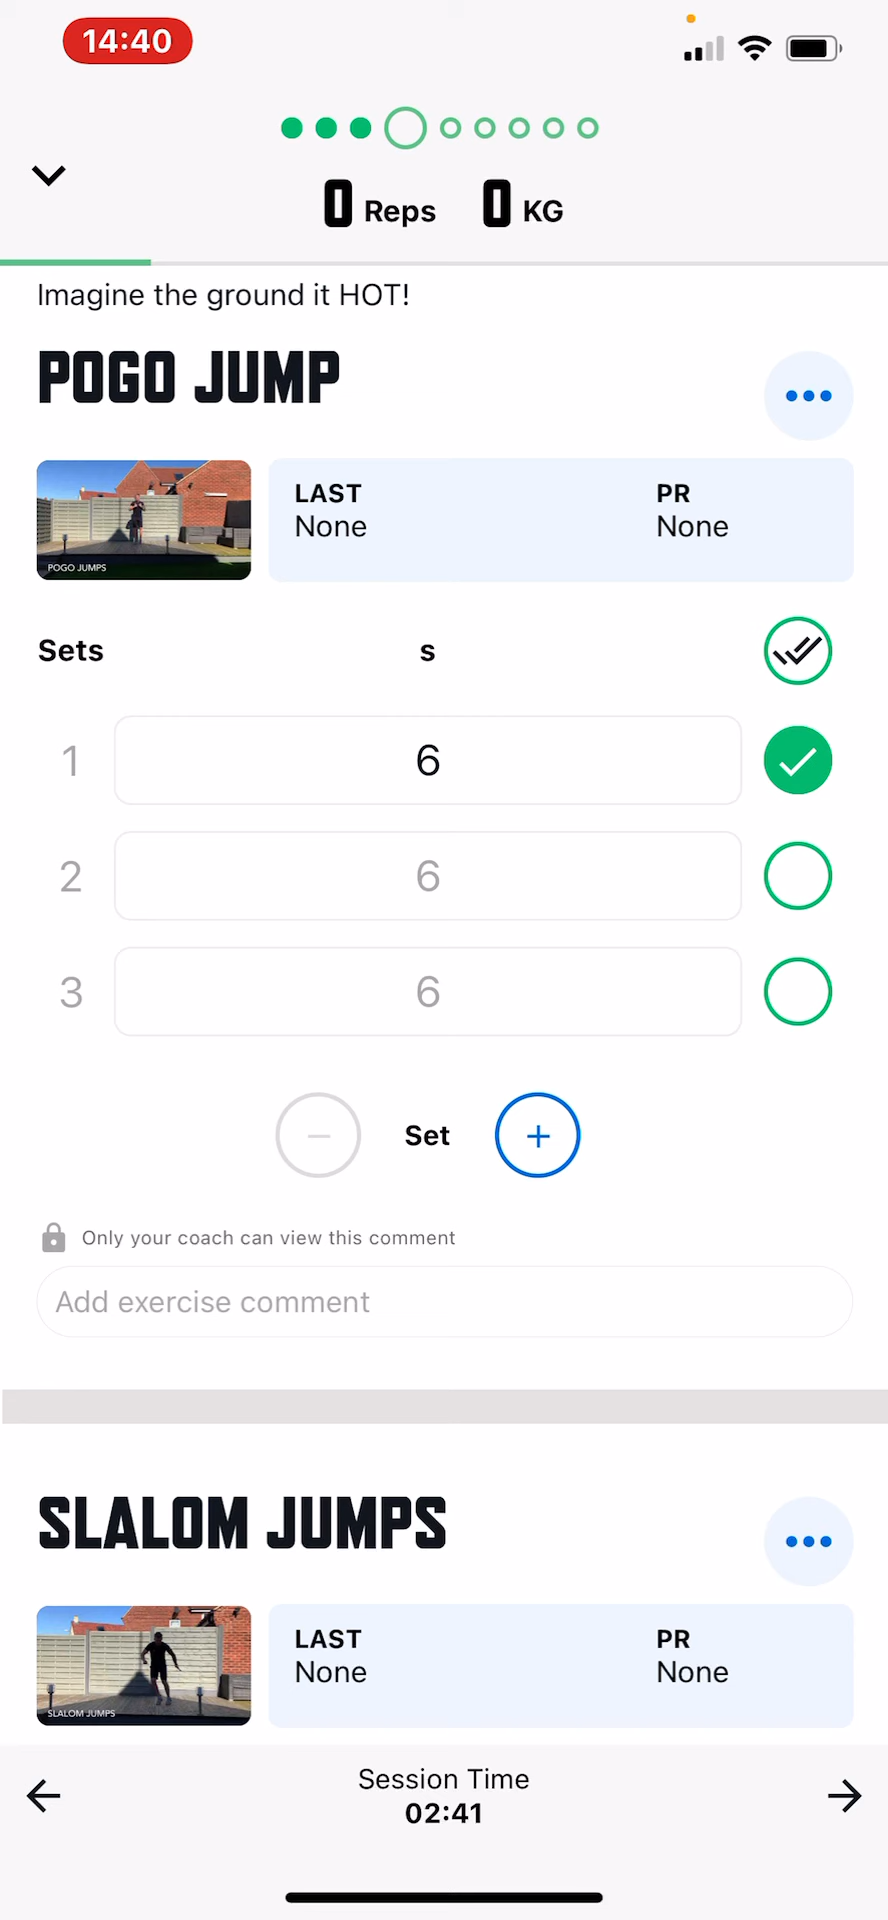 14:40
0 Reps 0 KG
Imagine the ground it HOT!
POGO JUMP
POGO JUMPS
LAST PR
None None
Sets s
1 6
2 6
3 6
Set
Only your coach can view this comment
Add exercise comment
SLALOM JUMPS
SLALOM JUMPS
LAST PR
None None
Session Time
02:41